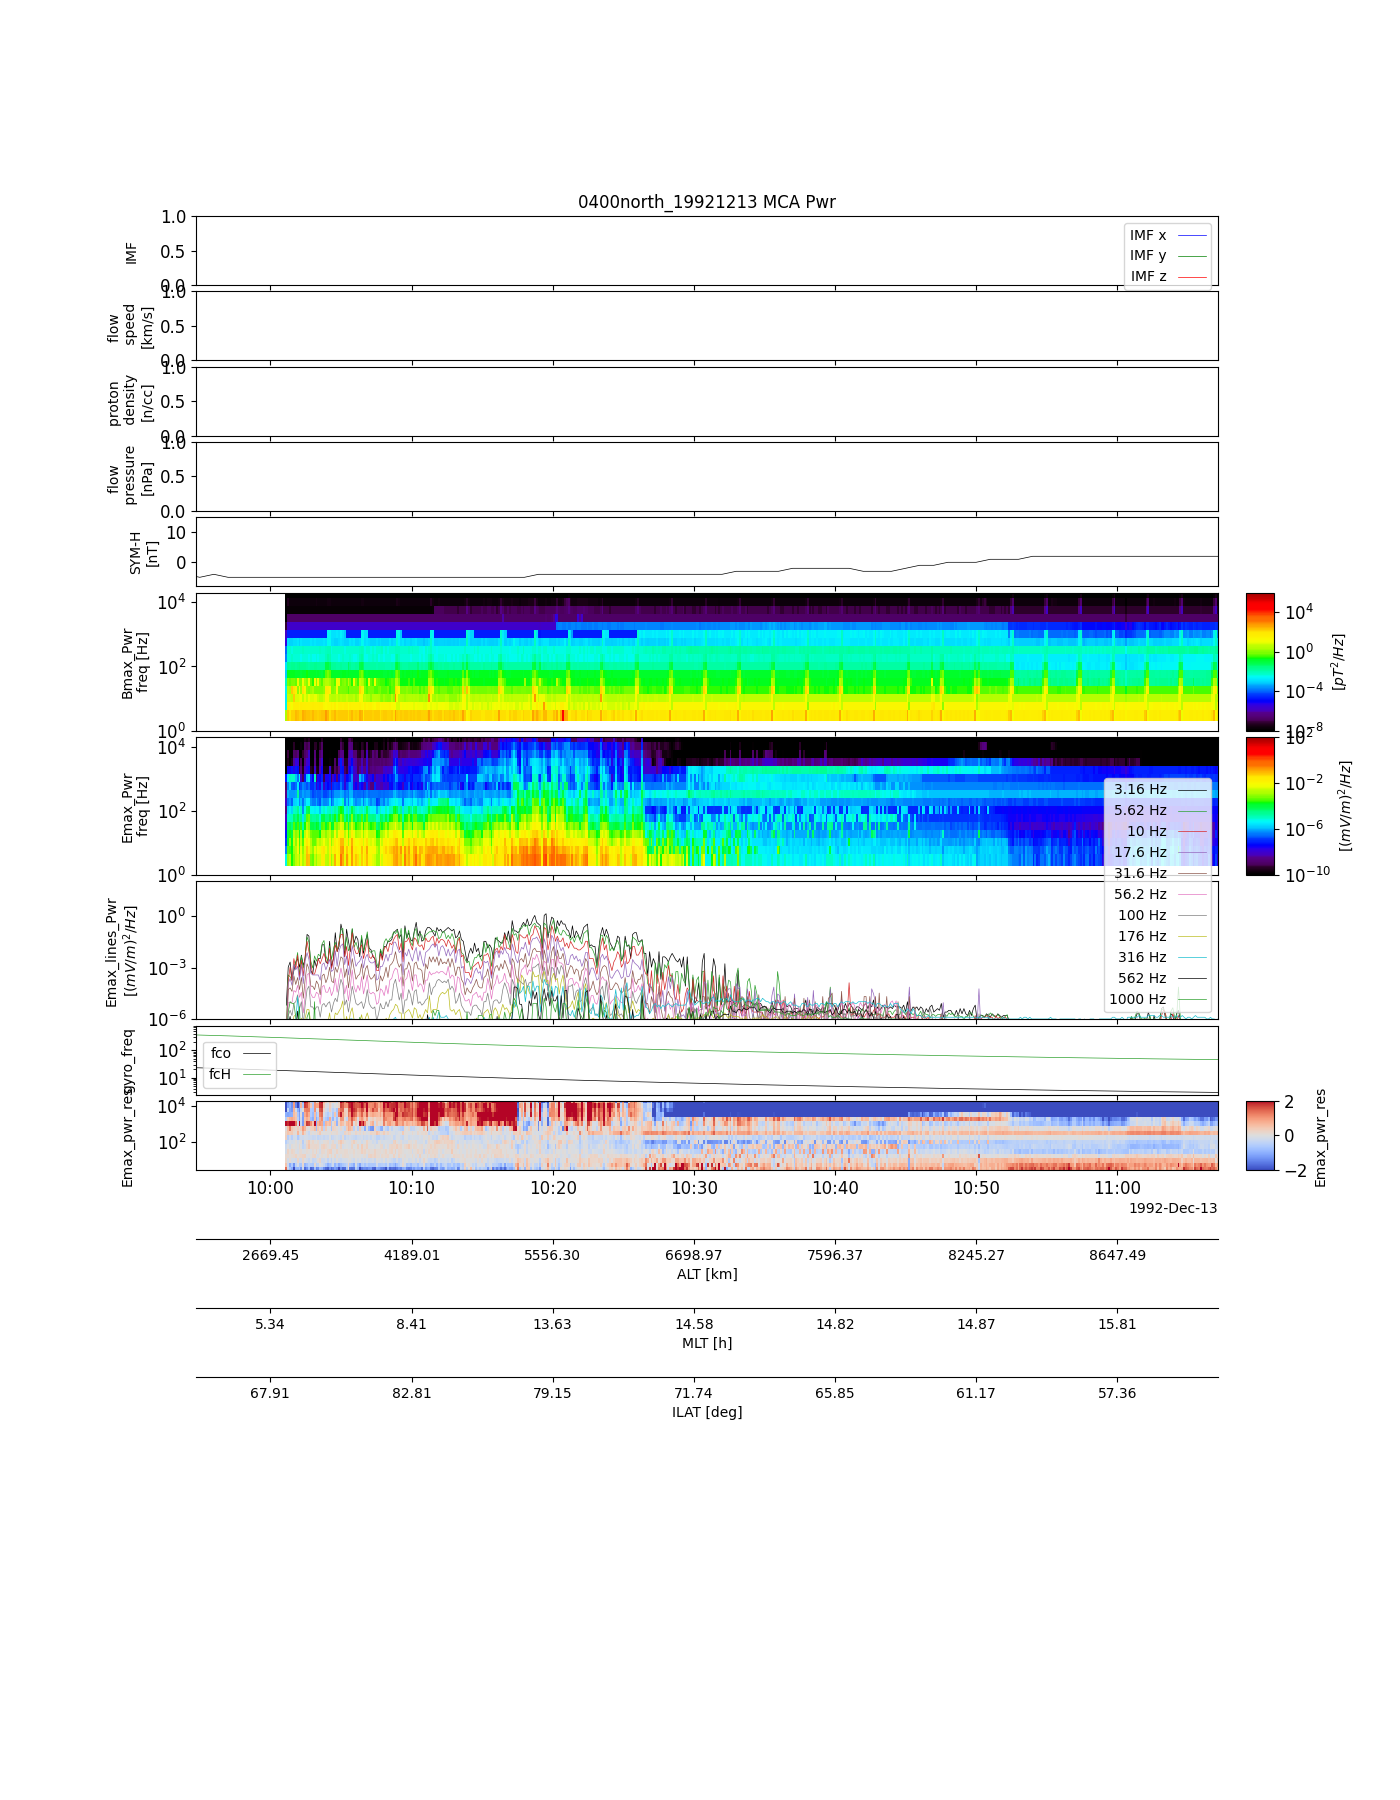 0400north_19921213 MCA Pwr
1.0
0.5
0.0
IMF
IMF x
IMF y
IMF z
1.0
0.5
0.0
flow
speed
[km/s]
1.0
0.5
0.0
proton
density
[n/cc]
1.0
0.5
0.0
flow
pressure
[nPa]
10
0
SYM-H
[nT]
10^4
10^2
10^0
Bmax_Pwr
freq [Hz]
10^4
10^0
10^-4
10^-8
[pT^2/Hz]
10^4
10^2
10^0
Emax_Pwr
freq [Hz]
10^2
10^-2
10^-6
10^-10
[(mV/m)^2/Hz]
3.16 Hz
5.62 Hz
10 Hz
17.6 Hz
31.6 Hz
56.2 Hz
100 Hz
176 Hz
316 Hz
562 Hz
1000 Hz
10^0
10^-3
10^-6
Emax_lines_Pwr
[(mV/m)^2/Hz]
10^2
10^1
gyro_freq
fco
fcH
10^4
10^2
Emax_pwr_res
2
0
−2
Emax_pwr_res
10:00 10:10 10:20 10:30 10:40 10:50 11:00
1992-Dec-13
2669.45 4189.01 5556.30 6698.97 7596.37 8245.27 8647.49
ALT [km]
5.34 8.41 13.63 14.58 14.82 14.87 15.81
MLT [h]
67.91 82.81 79.15 71.74 65.85 61.17 57.36
ILAT [deg]